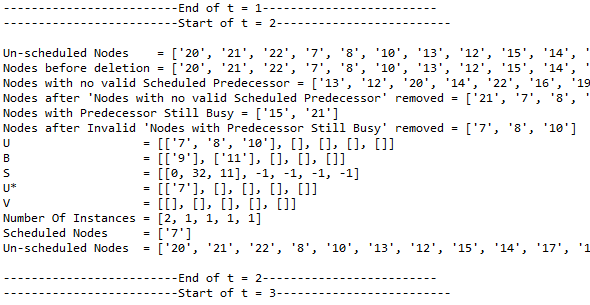 -------------------------End of t = 1-------------------------
-------------------------Start of t = 2-------------------------
Un-scheduled Nodes    = ['20', '21', '22', '7', '8', '10', '13', '12', '15', '14', '
Nodes before deletion = ['20', '21', '22', '7', '8', '10', '13', '12', '15', '14', '
Nodes with no valid Scheduled Predecessor = ['13', '12', '20', '14', '22', '16', '19
Nodes after 'Nodes with no valid Scheduled Predecessor' removed = ['21', '7', '8', '
Nodes with Predecessor Still Busy = ['15', '21']
Nodes after Invalid 'Nodes with Predecessor Still Busy' removed = ['7', '8', '10']
U                   = [['7', '8', '10'], [], [], [], []]
B                   = [['9'], ['11'], [], [], []]
S                   = [[0, 32, 11], -1, -1, -1, -1]
U*                  = [['7'], [], [], [], []]
V                   = [[], [], [], [], []]
Number Of Instances = [2, 1, 1, 1, 1]
Scheduled Nodes     = ['7']
Un-scheduled Nodes  = ['20', '21', '22', '8', '10', '13', '12', '15', '14', '17', '1
-------------------------End of t = 2-------------------------
-------------------------Start of t = 3-------------------------